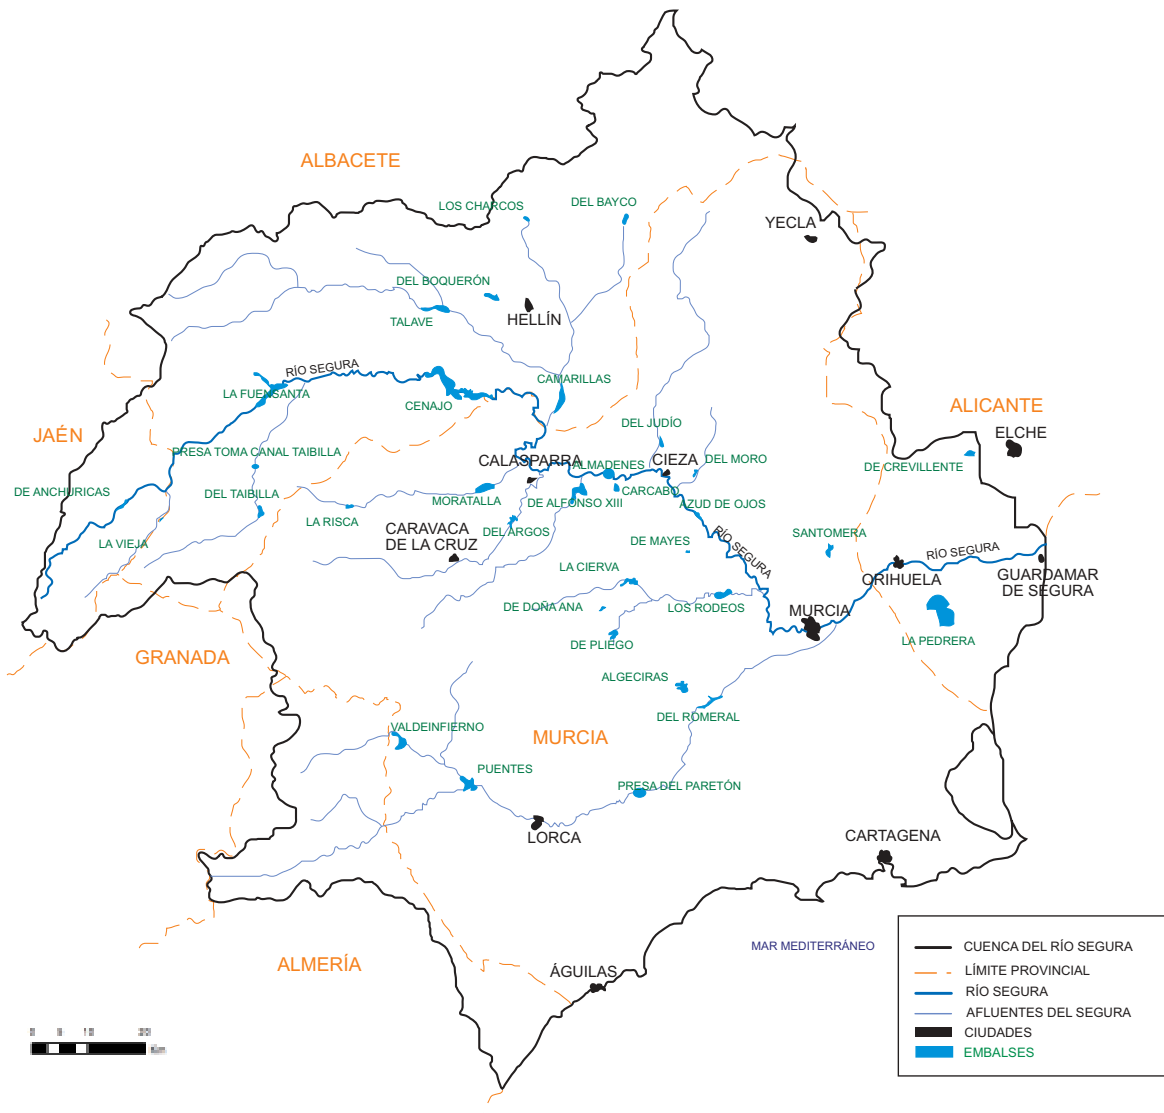 ALBACETE
LOS CHARCOS
DEL BAYCO
YECLA
DEL BOQUERÓN
TALAVE
HELLÍN
RÍO SEGURA
LA FUENSANTA
CENAJO
CAMARILLAS
ALICANTE
ELCHE
JAÉN
DEL JUDÍO
PRESA TOMA CANAL TAIBILLA
CALASPARRA
ALMADENES
CIEZA
DEL MORO
DE CREVILLENTE
DE ANCHURICAS
DEL TAIBILLA
MORATALLA
DE ALFONSO XIII
CARCABO
AZUD DE OJOS
LA RISCA
DEL ARGOS
LA VIEJA
CARAVACA
DE LA CRUZ
DE MAYES
RÍO SEGURA
SANTOMERA
RÍO SEGURA
LA CIERVA
ORIHUELA
GUARDAMAR
DE SEGURA
DE DOÑA ANA
LOS RODEOS
MURCIA
DE PLIEGO
LA PEDRERA
GRANADA
ALGECIRAS
DEL ROMERAL
VALDEINFIERNO
MURCIA
PUENTES
PRESA DEL PARETÓN
LORCA
CARTAGENA
MAR MEDITERRÁNEO
ALMERÍA
ÁGUILAS
CUENCA DEL RÍO SEGURA
LÍMITE PROVINCIAL
RÍO SEGURA
AFLUENTES DEL SEGURA
CIUDADES
EMBALSES